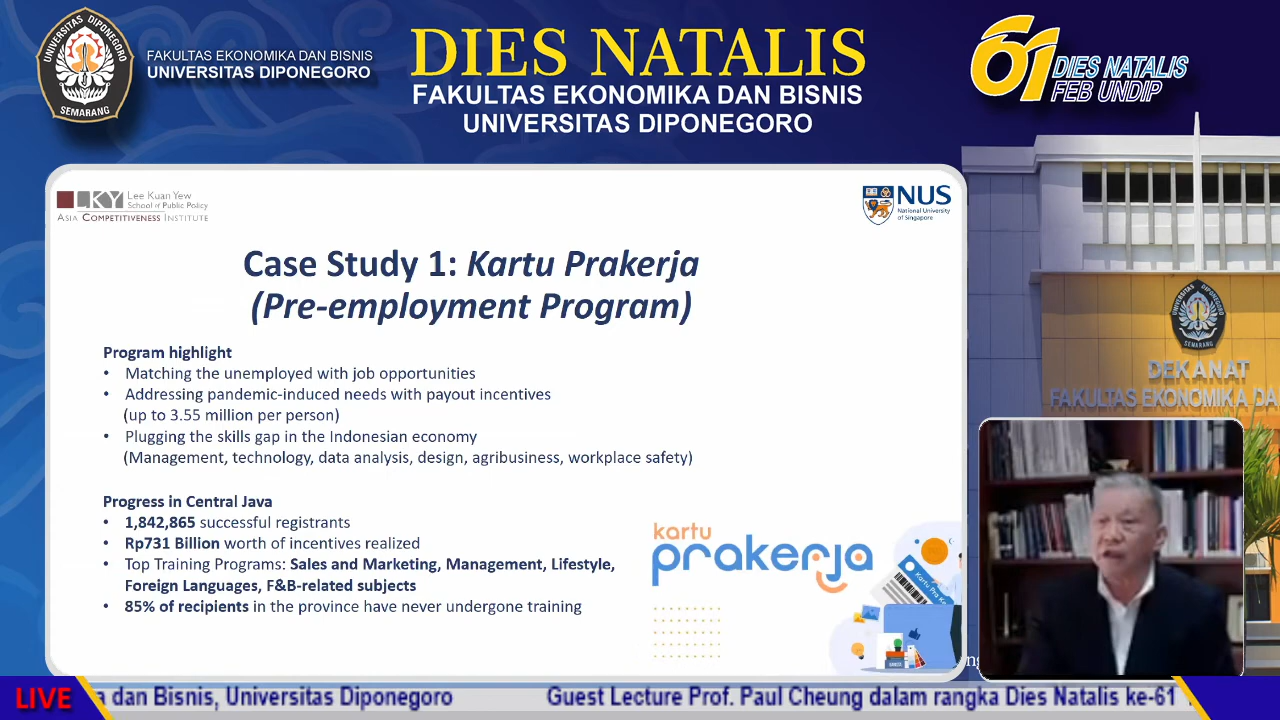 UNIVERSITAS DIPONEGORO
SEMARANG
FAKULTAS EKONOMIKA DAN BISNIS
UNIVERSITAS DIPONEGORO
DIES NATALIS
FAKULTAS EKONOMIKA DAN BISNIS
UNIVERSITAS DIPONEGORO
61 DIES NATALIS
FEB UNDIP
LKY Lee Kuan Yew
School of Public Policy
ASIA COMPETITIVENESS INSTITUTE
NUS
National University
of Singapore
Case Study 1: Kartu Prakerja
(Pre-employment Program)
Program highlight
• Matching the unemployed with job opportunities
• Addressing pandemic-induced needs with payout incentives
(up to 3.55 million per person)
• Plugging the skills gap in the Indonesian economy
(Management, technology, data analysis, design, agribusiness, workplace safety)
Progress in Central Java
• 1,842,865 successful registrants
• Rp731 Billion worth of incentives realized
• Top Training Programs: Sales and Marketing, Management, Lifestyle,
Foreign Languages, F&B-related subjects
• 85% of recipients in the province have never undergone training
kartu
prakerja
Kartu Pra Ke
DEKANAT
FAKULTAS EKONOMIKA DA
LIVE
a dan Bisnis, Universitas Diponegoro Guest Lecture Prof. Paul Cheung dalam rangka Dies Natalis ke-61